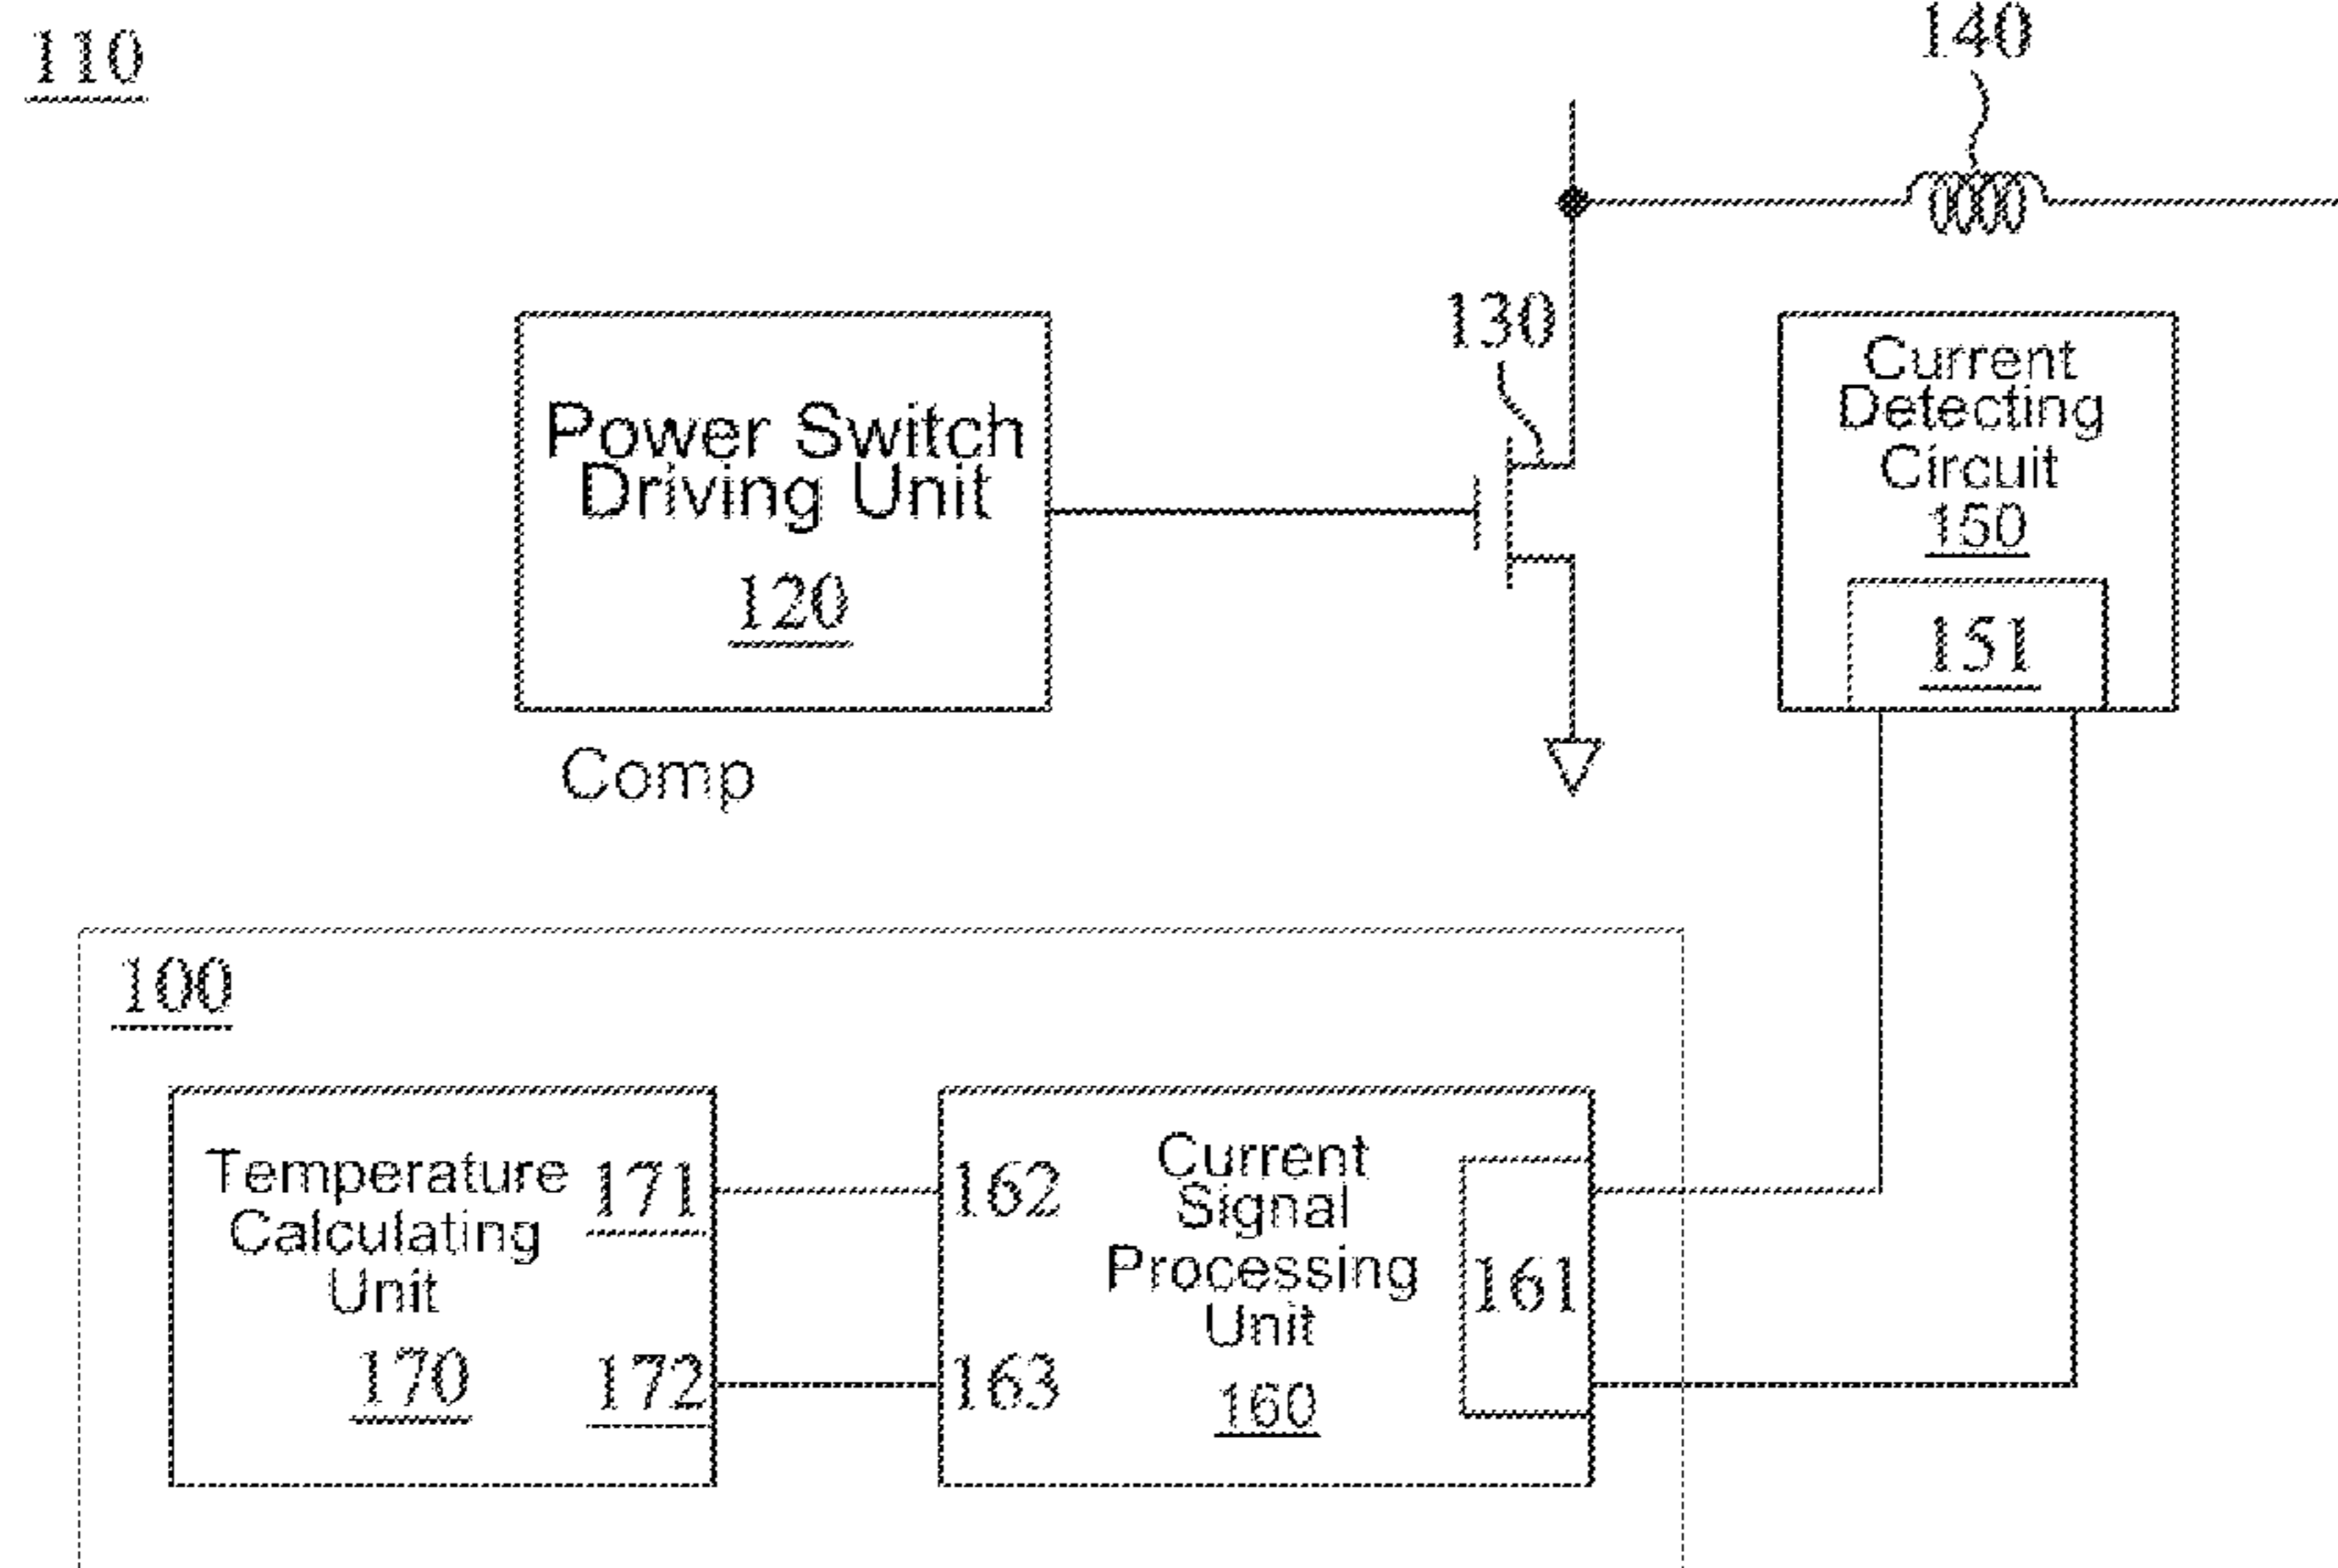 110
140
130
Power Switch
Driving Unit
120
Current
Detecting
Circuit
150
151
Comp
100
Temperature
Calculating
Unit
170
171
172
162
163
Current
Signal
Processing
Unit
160
161